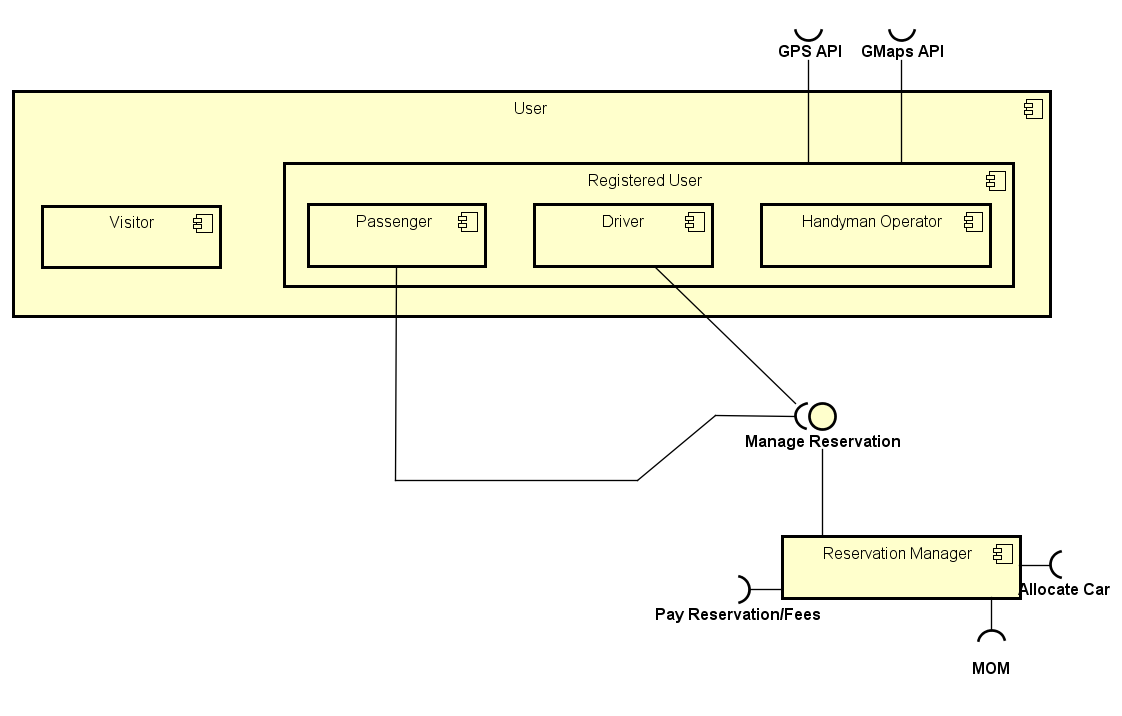 GPS API
GMaps API
User
Registered User
Visitor
Passenger
Driver
Handyman Operator
Manage Reservation
Reservation Manager
Allocate Car
Pay Reservation/Fees
MOM